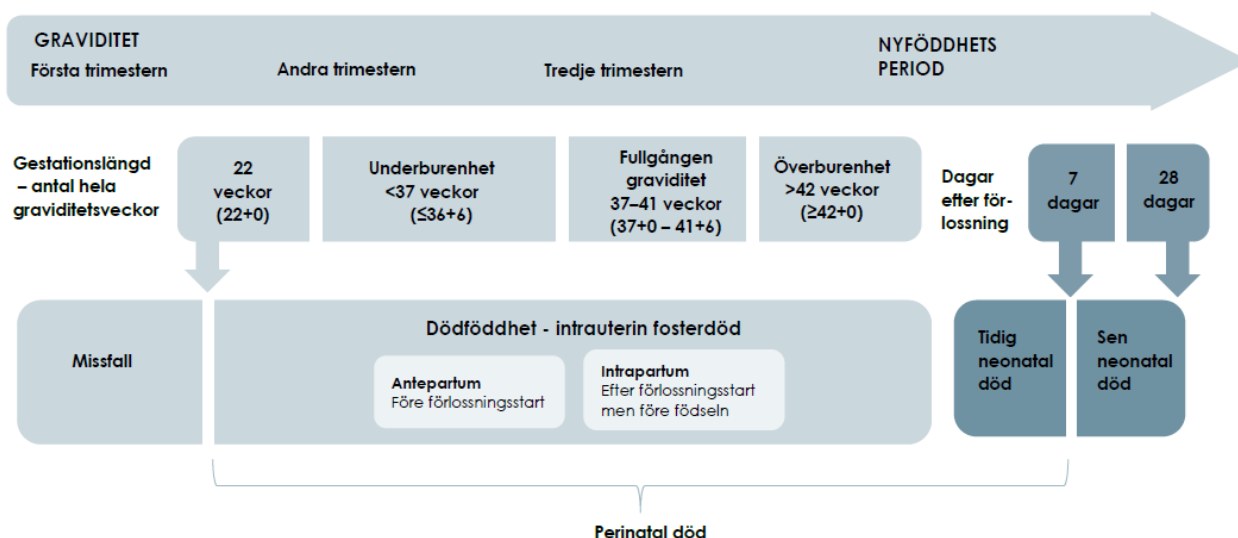 GRAVIDITET
Första trimestern
Andra trimestern
Tredje trimestern
NYFÖDDHETS
PERIOD
Gestationslängd
– antal hela
graviditetsveckor
22
veckor
(22+0)
Underburenhet
<37 veckor
(≤36+6)
Fullgången
graviditet
37–41 veckor
(37+0 – 41+6)
Överburenhet
>42 veckor
(≥42+0)
Dagar
efter för-
lossning
7
dagar
28
dagar
Missfall
Dödföddhet - intrauterin fosterdöd
Antepartum
Före förlossningsstart
Intrapartum
Efter förlossningsstart
men före födseln
Tidig
neonatal
död
Sen
neonatal
död
Perinatal död